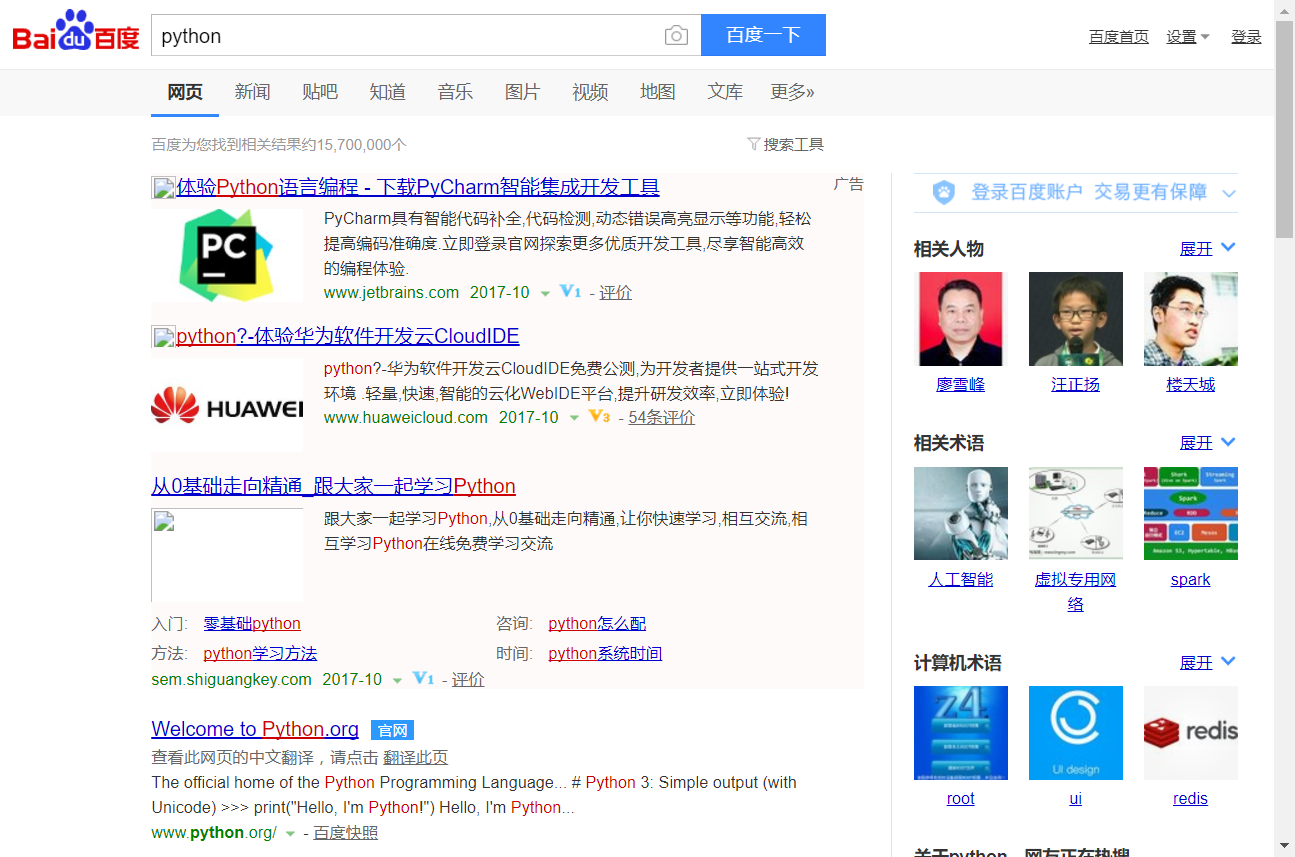 Bai du 百度
python
百度一下
百度首页 设置 登录
网页 新闻 贴吧 知道 音乐 图片 视频 地图 文库 更多»
百度为您找到相关结果约15,700,000个
搜索工具
体验Python语言编程 - 下载PyCharm智能集成开发工具
广告
PC
PyCharm具有智能代码补全,代码检测,动态错误高亮显示等功能,轻松
提高编码准确度.立即登录官网探索更多优质开发工具,尽享智能高效
的编程体验.
www.jetbrains.com 2017-10 V1 - 评价
python?-体验华为软件开发云CloudIDE
HUAWEI
python?-华为软件开发云CloudIDE免费公测,为开发者提供一站式开发
环境 .轻量,快速,智能的云化WebIDE平台,提升研发效率,立即体验!
www.huaweicloud.com 2017-10 V3 - 54条评价
从0基础走向精通_跟大家一起学习Python
跟大家一起学习Python,从0基础走向精通,让你快速学习,相互交流,相
互学习Python在线免费学习交流
入门: 零基础python 咨询: python怎么配
方法: python学习方法 时间: python系统时间
sem.shiguangkey.com 2017-10 V1 - 评价
Welcome to Python.org 官网
查看此网页的中文翻译，请点击 翻译此页
The official home of the Python Programming Language... # Python 3: Simple output (with
Unicode) >>> print("Hello, I'm Python!") Hello, I'm Python...
www.python.org/ - 百度快照
登录百度账户 交易更有保障
相关人物 展开
廖雪峰 汪正扬 楼天城
相关术语 展开
Shark
Streaming
Spark
EC2
Mesos
人工智能 虚拟专用网
络
spark
计算机术语 展开
Z4
UI design
redis
root ui redis
关于python，网友正在热搜